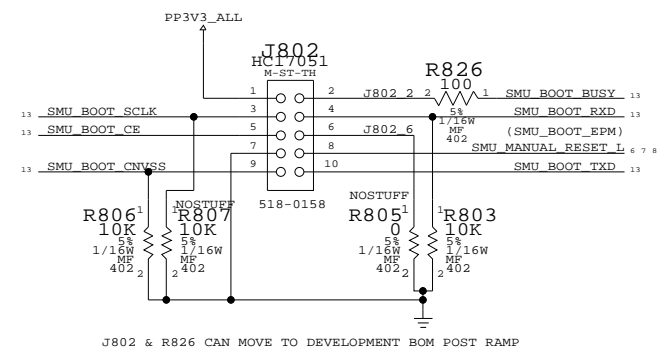 PP3V3_ALL
J802
HC17051
M-ST-TH
R826
100
1 2 J802_2 2 1 SMU_BOOT_BUSY 13
5%
13 SMU_BOOT_SCLK 3 4 SMU_BOOT_RXD 13
1/16W
MF
402
13 SMU_BOOT_CE 5 6 J802_6 (SMU_BOOT_EPM)
7 8 SMU_MANUAL_RESET_L 6 7 8
13 SMU_BOOT_CNVSS 9 10 SMU_BOOT_TXD 13
518-0158
R806
10K
5%
1/16W
MF
402
1
2
NOSTUFF
R807
10K
5%
1/16W
MF
402
1
2
NOSTUFF
R805
0
5%
1/16W
MF
402
1
2
R803
10K
5%
1/16W
MF
402
1
2
J802 & R826 CAN MOVE TO DEVELOPMENT BOM POST RAMP